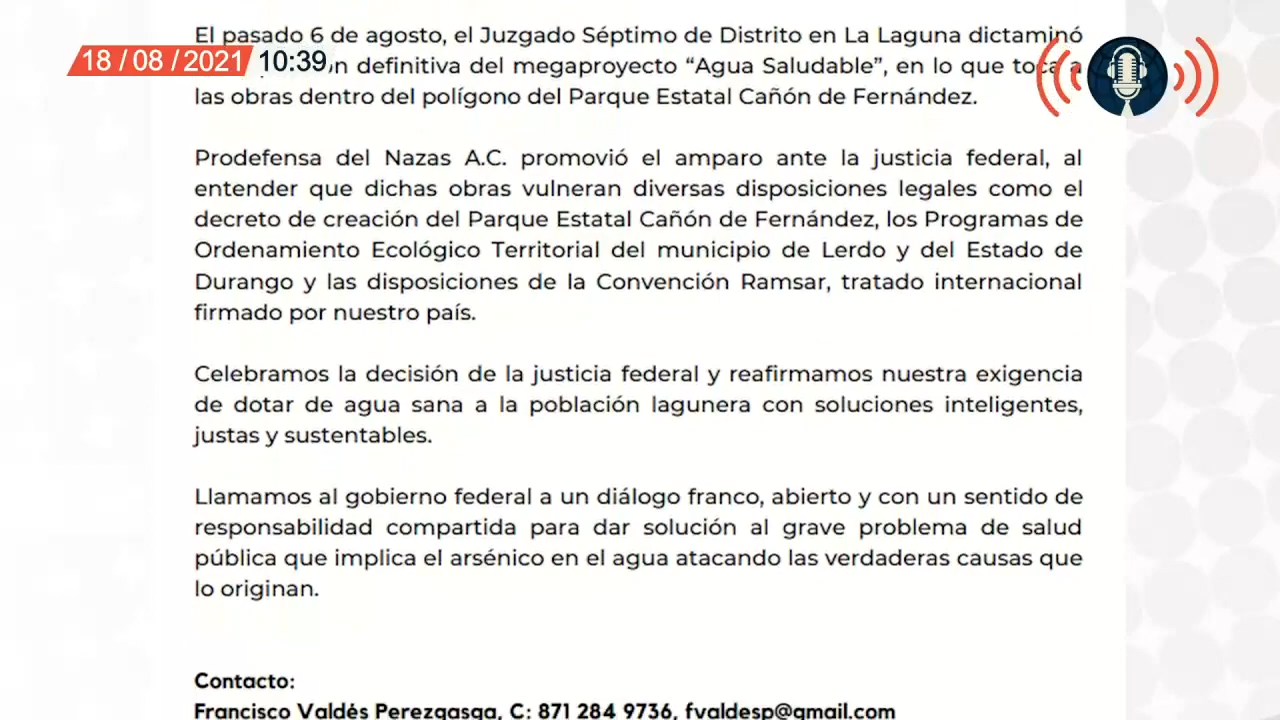 El pasado 6 de agosto, el Juzgado Séptimo de Distrito en La Laguna dictaminó
18 / 08 / 2021 10:39
definitiva del megaproyecto “Agua Saludable”, en lo que toca a
las obras dentro del polígono del Parque Estatal Cañón de Fernández.
Prodefensa del Nazas A.C. promovió el amparo ante la justicia federal, al
entender que dichas obras vulneran diversas disposiciones legales como el
decreto de creación del Parque Estatal Cañón de Fernández, los Programas de
Ordenamiento Ecológico Territorial del municipio de Lerdo y del Estado de
Durango y las disposiciones de la Convención Ramsar, tratado internacional
firmado por nuestro país.
Celebramos la decisión de la justicia federal y reafirmamos nuestra exigencia
de dotar de agua sana a la población lagunera con soluciones inteligentes,
justas y sustentables.
Llamamos al gobierno federal a un diálogo franco, abierto y con un sentido de
responsabilidad compartida para dar solución al grave problema de salud
pública que implica el arsénico en el agua atacando las verdaderas causas que
lo originan.
Contacto:
Francisco Valdés Perezgasga, C: 871 284 9736, fvaldesp@gmail.com